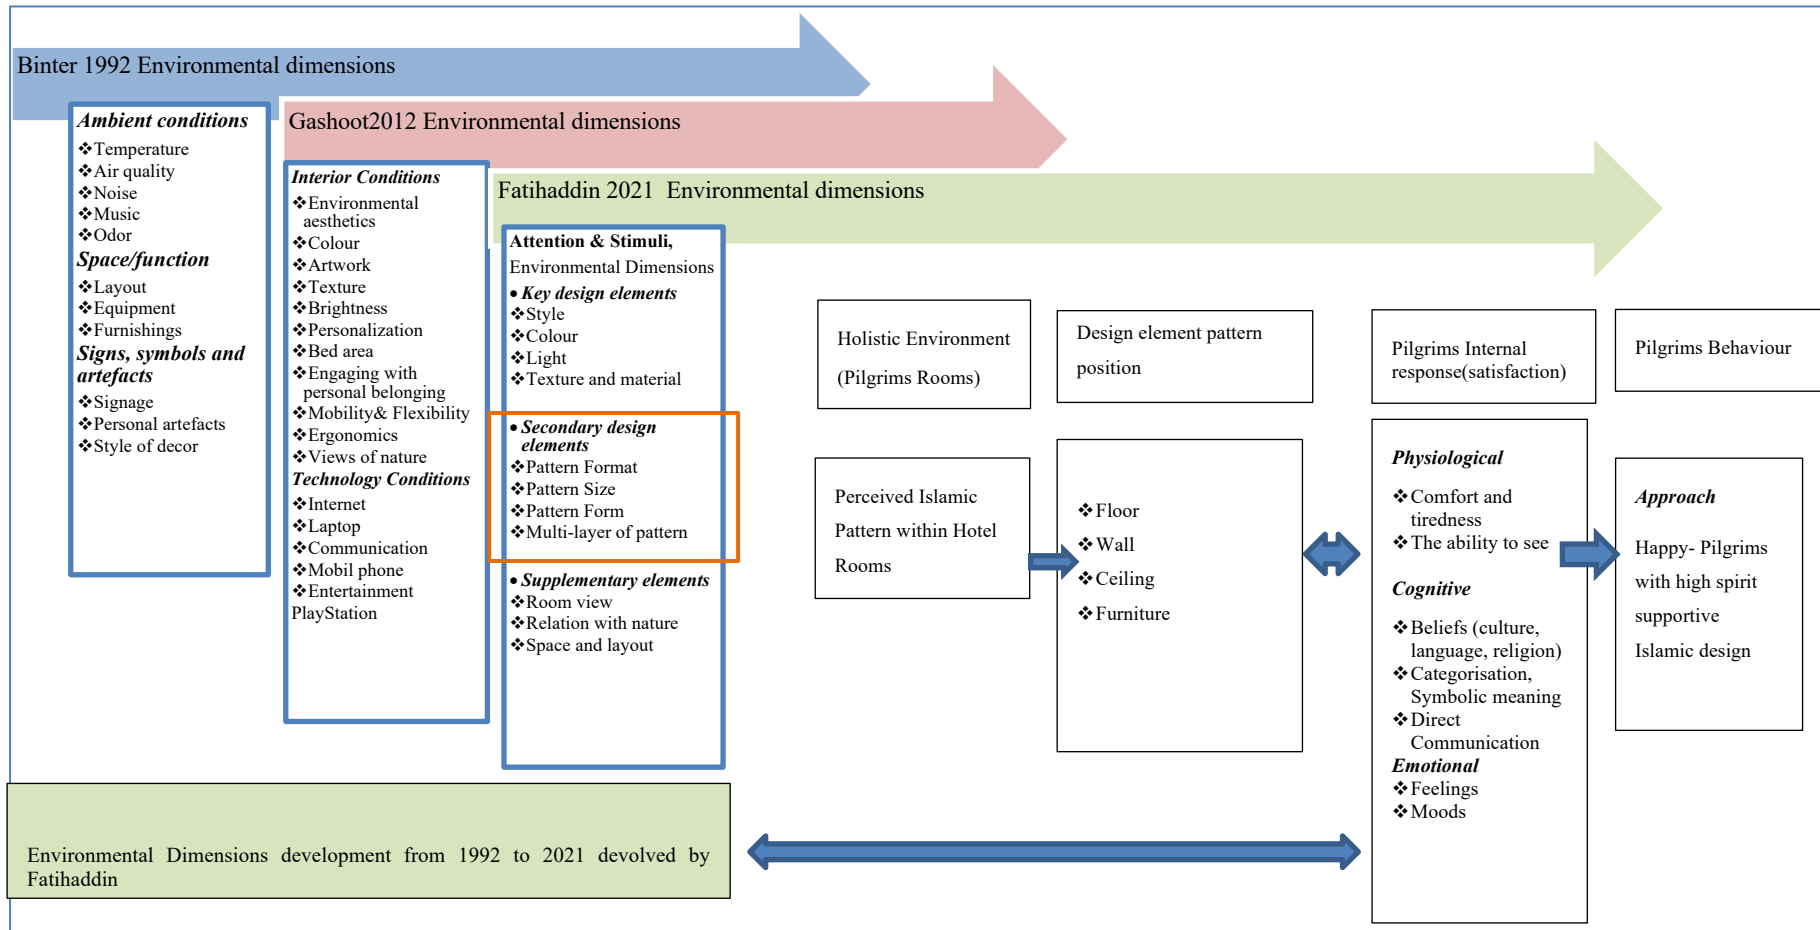 Binter 1992 Environmental dimensions
Ambient conditions
❖Temperature
❖Air quality
❖Noise
❖Music
❖Odor
Space/function
❖Layout
❖Equipment
❖Furnishings
Signs, symbols and
artefacts
❖Signage
❖Personal artefacts
❖Style of decor
Gashoot2012 Environmental dimensions
Interior Conditions
❖Environmental
aesthetics
❖Colour
❖Artwork
❖Texture
❖Brightness
❖Personalization
❖Bed area
❖Engaging with
personal belonging
❖Mobility& Flexibility
❖Ergonomics
❖Views of nature
Technology Conditions
❖Internet
❖Laptop
❖Communication
❖Mobil phone
❖Entertainment
PlayStation
Fatihaddin 2021 Environmental dimensions
Attention & Stimuli,
Environmental Dimensions
• Key design elements
❖Style
❖Colour
❖Light
❖Texture and material
• Secondary design
elements
❖Pattern Format
❖Pattern Size
❖Pattern Form
❖Multi-layer of pattern
• Supplementary elements
❖Room view
❖Relation with nature
❖Space and layout
Holistic Environment
(Pilgrims Rooms)
Perceived Islamic
Pattern within Hotel
Rooms
Design element pattern
position
❖Floor
❖Wall
❖Ceiling
❖Furniture
Pilgrims Internal
response(satisfaction)
Physiological
❖Comfort and
tiredness
❖The ability to see
Cognitive
❖Beliefs (culture,
language, religion)
❖Categorisation,
Symbolic meaning
❖Direct
Communication
Emotional
❖Feelings
❖Moods
Pilgrims Behaviour
Approach
Happy- Pilgrims
with high spirit
supportive
Islamic design
Environmental Dimensions development from 1992 to 2021 devolved by
Fatihaddin